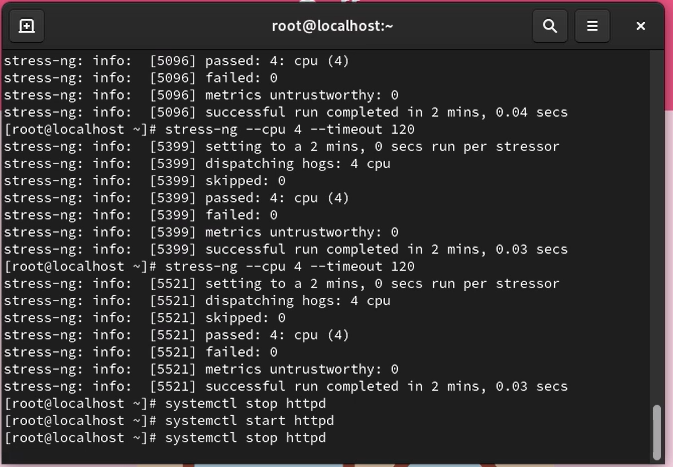 root@localhost:~
stress-ng: info:  [5096] passed: 4: cpu (4)
stress-ng: info:  [5096] failed: 0
stress-ng: info:  [5096] metrics untrustworthy: 0
stress-ng: info:  [5096] successful run completed in 2 mins, 0.04 secs
[root@localhost ~]# stress-ng --cpu 4 --timeout 120
stress-ng: info:  [5399] setting to a 2 mins, 0 secs run per stressor
stress-ng: info:  [5399] dispatching hogs: 4 cpu
stress-ng: info:  [5399] skipped: 0
stress-ng: info:  [5399] passed: 4: cpu (4)
stress-ng: info:  [5399] failed: 0
stress-ng: info:  [5399] metrics untrustworthy: 0
stress-ng: info:  [5399] successful run completed in 2 mins, 0.03 secs
[root@localhost ~]# stress-ng --cpu 4 --timeout 120
stress-ng: info:  [5521] setting to a 2 mins, 0 secs run per stressor
stress-ng: info:  [5521] dispatching hogs: 4 cpu
stress-ng: info:  [5521] skipped: 0
stress-ng: info:  [5521] passed: 4: cpu (4)
stress-ng: info:  [5521] failed: 0
stress-ng: info:  [5521] metrics untrustworthy: 0
stress-ng: info:  [5521] successful run completed in 2 mins, 0.03 secs
[root@localhost ~]# systemctl stop httpd
[root@localhost ~]# systemctl start httpd
[root@localhost ~]# systemctl stop httpd